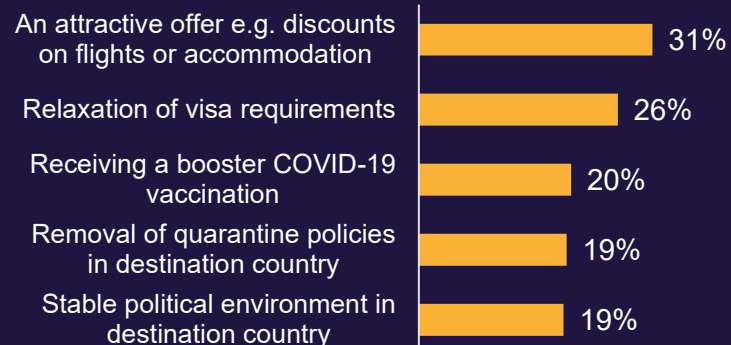 An attractive offer e.g. discounts
on flights or accommodation
31%
Relaxation of visa requirements
26%
Receiving a booster COVID-19
vaccination
20%
Removal of quarantine policies
in destination country
19%
Stable political environment in
destination country
19%